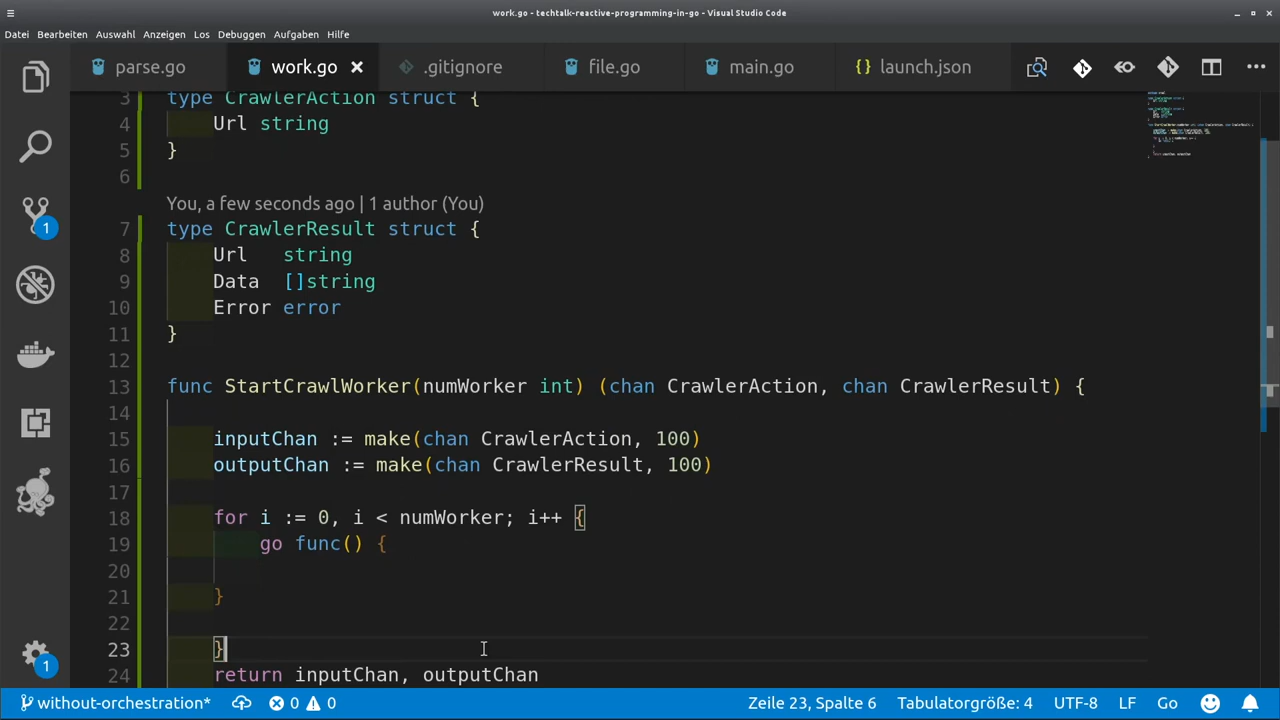 work.go - techtalk-reactive-programming-in-go - Visual Studio Code
Datei Bearbeiten Auswahl Anzeigen Los Debuggen Aufgaben Hilfe
parse.go work.go .gitignore file.go main.go {} launch.json
3 type CrawlerAction struct {
4 Url string
5 }
6
You, a few seconds ago | 1 author (You)
7 type CrawlerResult struct {
8 Url string
9 Data []string
10 Error error
11 }
12
13 func StartCrawlWorker(numWorker int) (chan CrawlerAction, chan CrawlerResult) {
14
15 inputChan := make(chan CrawlerAction, 100)
16 outputChan := make(chan CrawlerResult, 100)
17
18 for i := 0, i < numWorker; i++ {
19 go func() {
20
21 }
22
23 }
24 return inputChan, outputChan
1
1
without-orchestration* 0 0 Zeile 23, Spalte 6 Tabulatorgröße: 4 UTF-8 LF Go